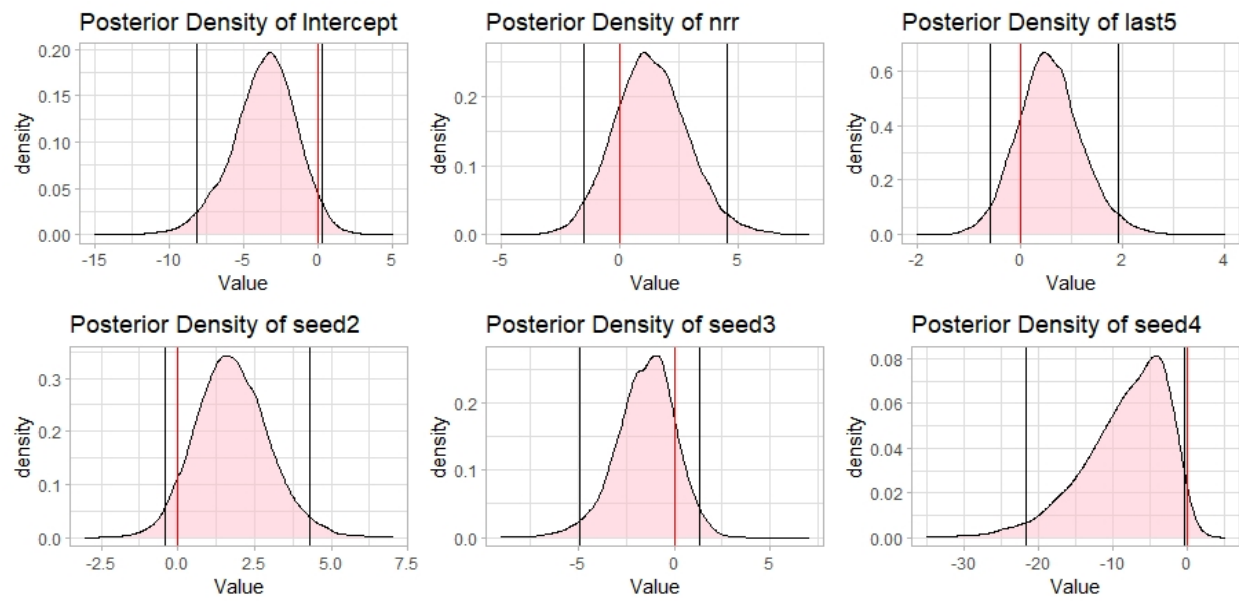 Posterior Density of Intercept
density
0.20
0.15
0.10
0.05
0.00
-15 -10 -5 0 5
Value
Posterior Density of nrr
density
0.2
0.1
0.0
-5 0 5
Value
Posterior Density of last5
density
0.6
0.4
0.2
0.0
-2 0 2 4
Value
Posterior Density of seed2
density
0.3
0.2
0.1
0.0
-2.5 0.0 2.5 5.0 7.5
Value
Posterior Density of seed3
density
0.2
0.1
0.0
-5 0 5
Value
Posterior Density of seed4
density
0.08
0.06
0.04
0.02
0.00
-30 -20 -10 0
Value